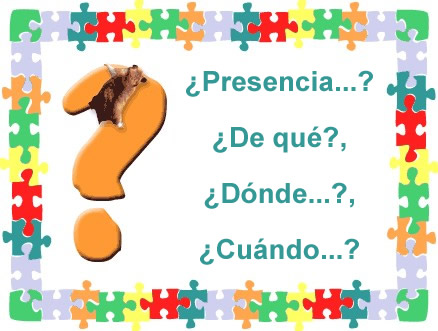 ¿Presencia...?
¿De qué?,
¿Dónde...?,
¿Cuándo...?